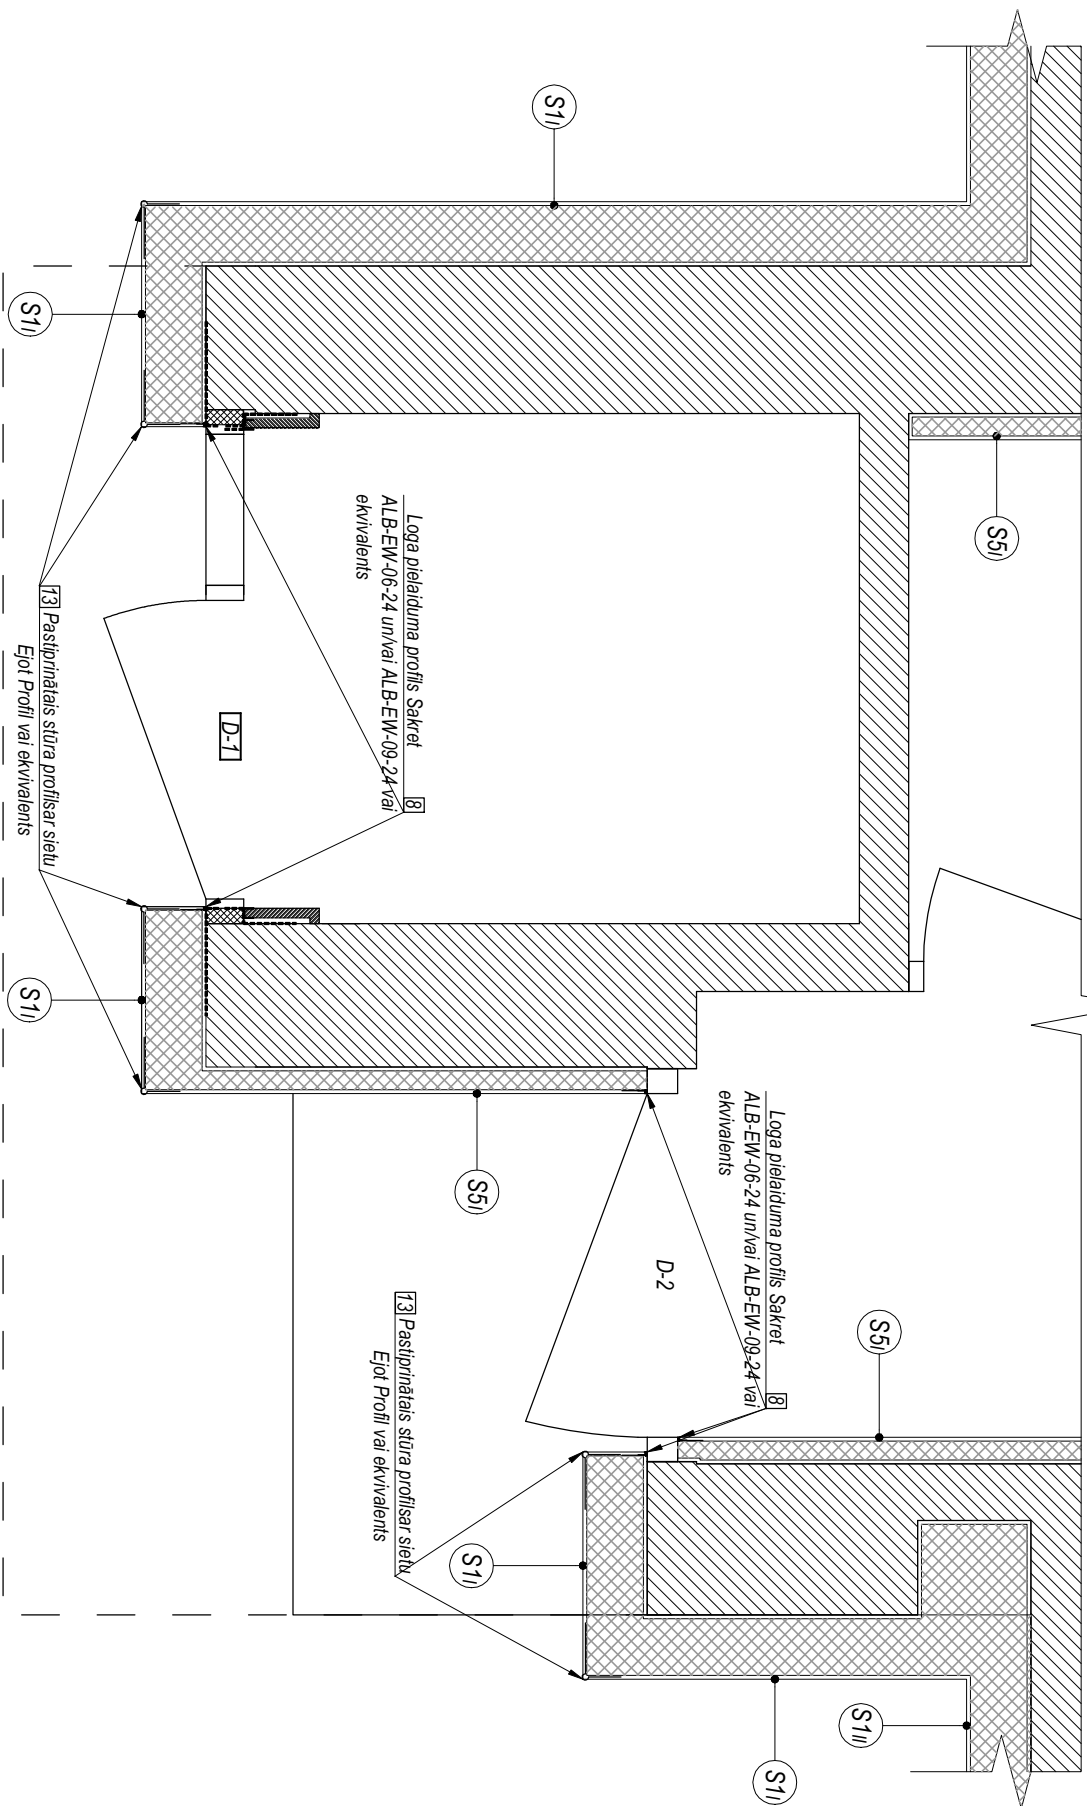 S1I
S1I
S5I
Loga pielaiduma profils Sakret
ALB-EW-06-24 un/vai ALB-EW-09-24 vai
ekvivalents
8
13 Pastiprinātais stūra profilsar sietu
Ejot Profil vai ekvivalents
D-1
S1I
S5I
Loga pielaiduma profils Sakret
ALB-EW-06-24 un/vai ALB-EW-09-24 vai
ekvivalents
8
D-2
S5I
13 Pastiprinātais stūra profilsar sietu
Ejot Profil vai ekvivalents
S1I
S1II
S1I